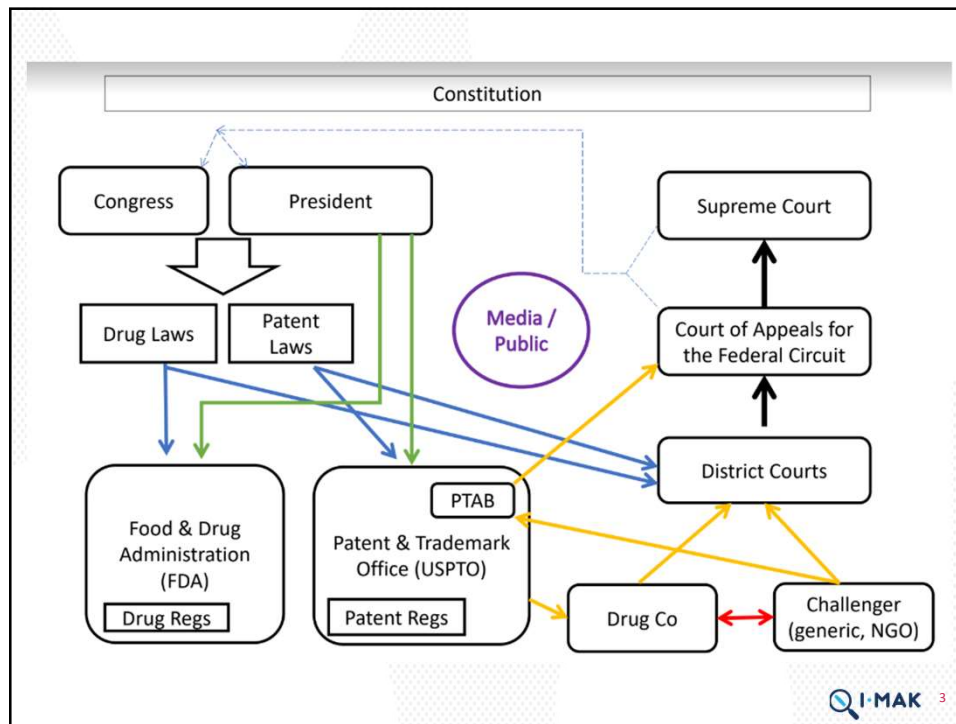 Constitution
Congress
President
Supreme Court
Drug Laws
Patent
Laws
Media /
Public
Court of Appeals for
the Federal Circuit
District Courts
PTAB
Food & Drug
Administration
(FDA)
Drug Regs
Patent & Trademark
Office (USPTO)
Patent Regs
Drug Co
Challenger
(generic, NGO)
I·MAK
3